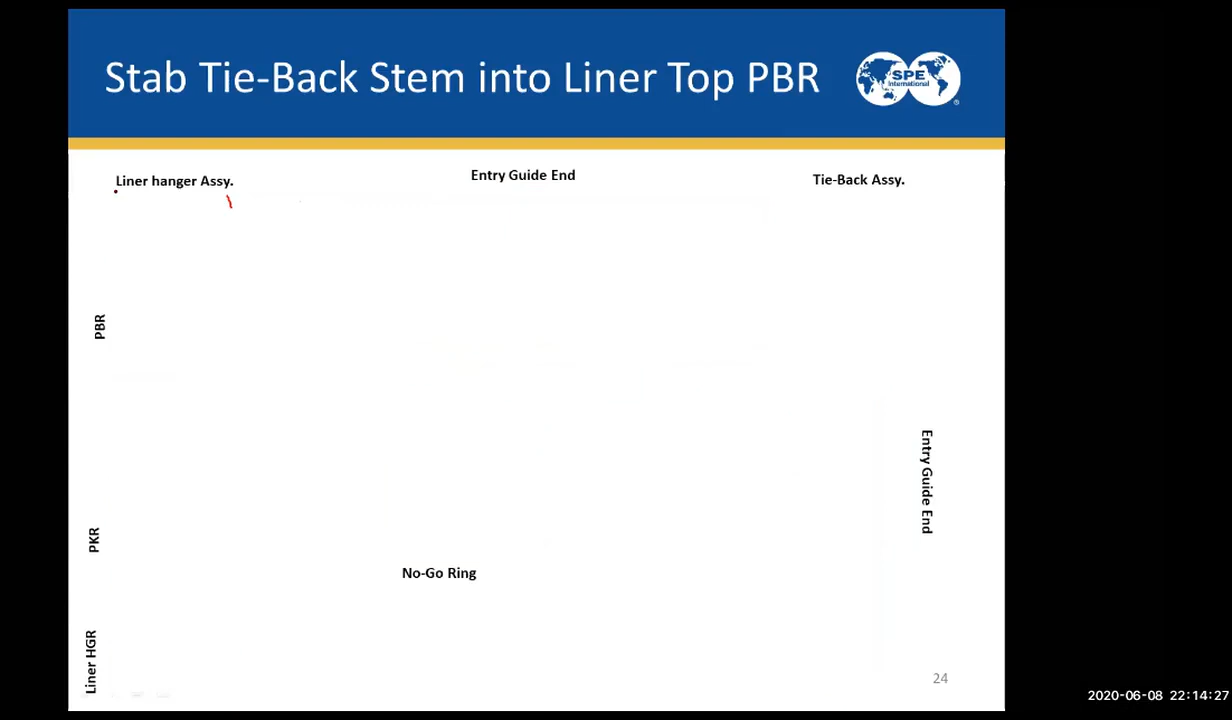 Stab Tie-Back Stem into Liner Top PBR
SPE
International
Liner hanger Assy.
Entry Guide End
Tie-Back Assy.
PBR
Entry Guide End
PKR
No-Go Ring
Liner HGR
24
2020-06-08 22:14:27